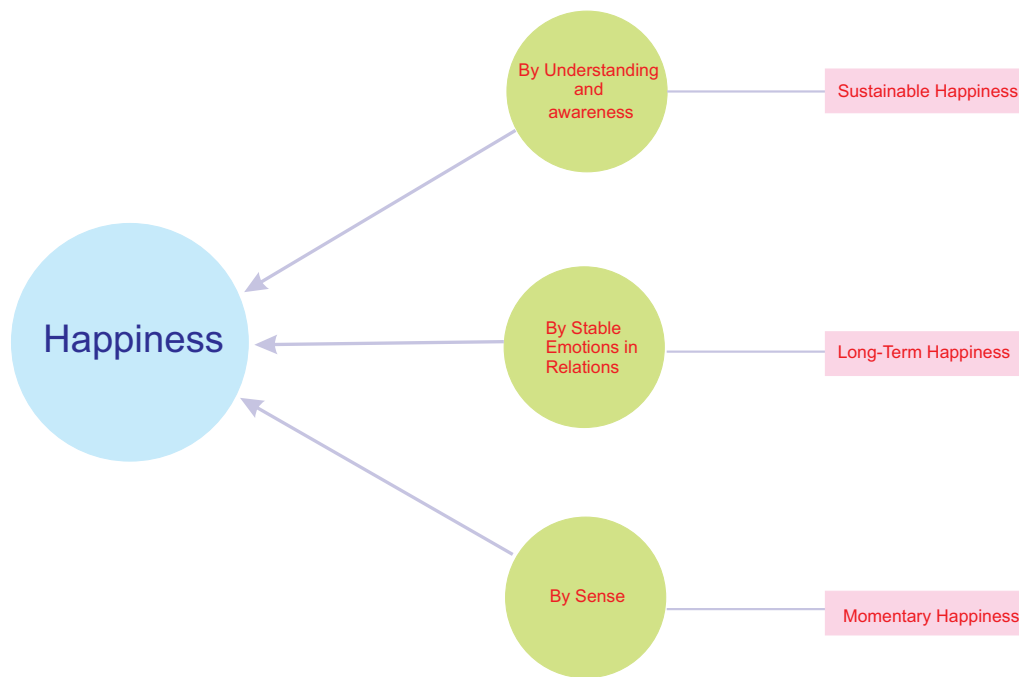 By Understanding
and
awareness
Sustainable Happiness
Happiness
By Stable
Emotions in
Relations
Long-Term Happiness
By Sense
Momentary Happiness